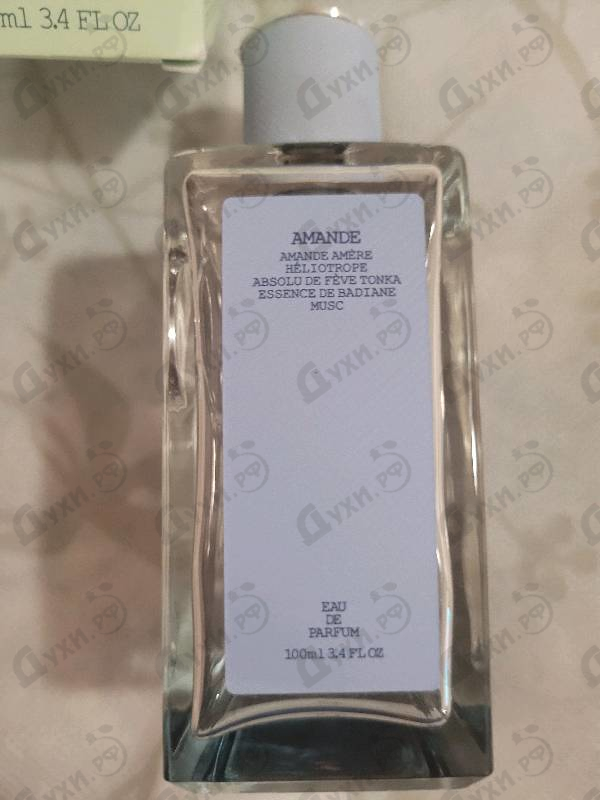 ml 3.4 FL OZ
AMANDE
AMANDE AMÈRE
HÉLIOTROPE
ABSOLU DE FÈVE TONKA
ESSENCE DE BADIANE
MUSC
EAU
DE
PARFUM
100ml 3.4 FL OZ
Духи.РФ